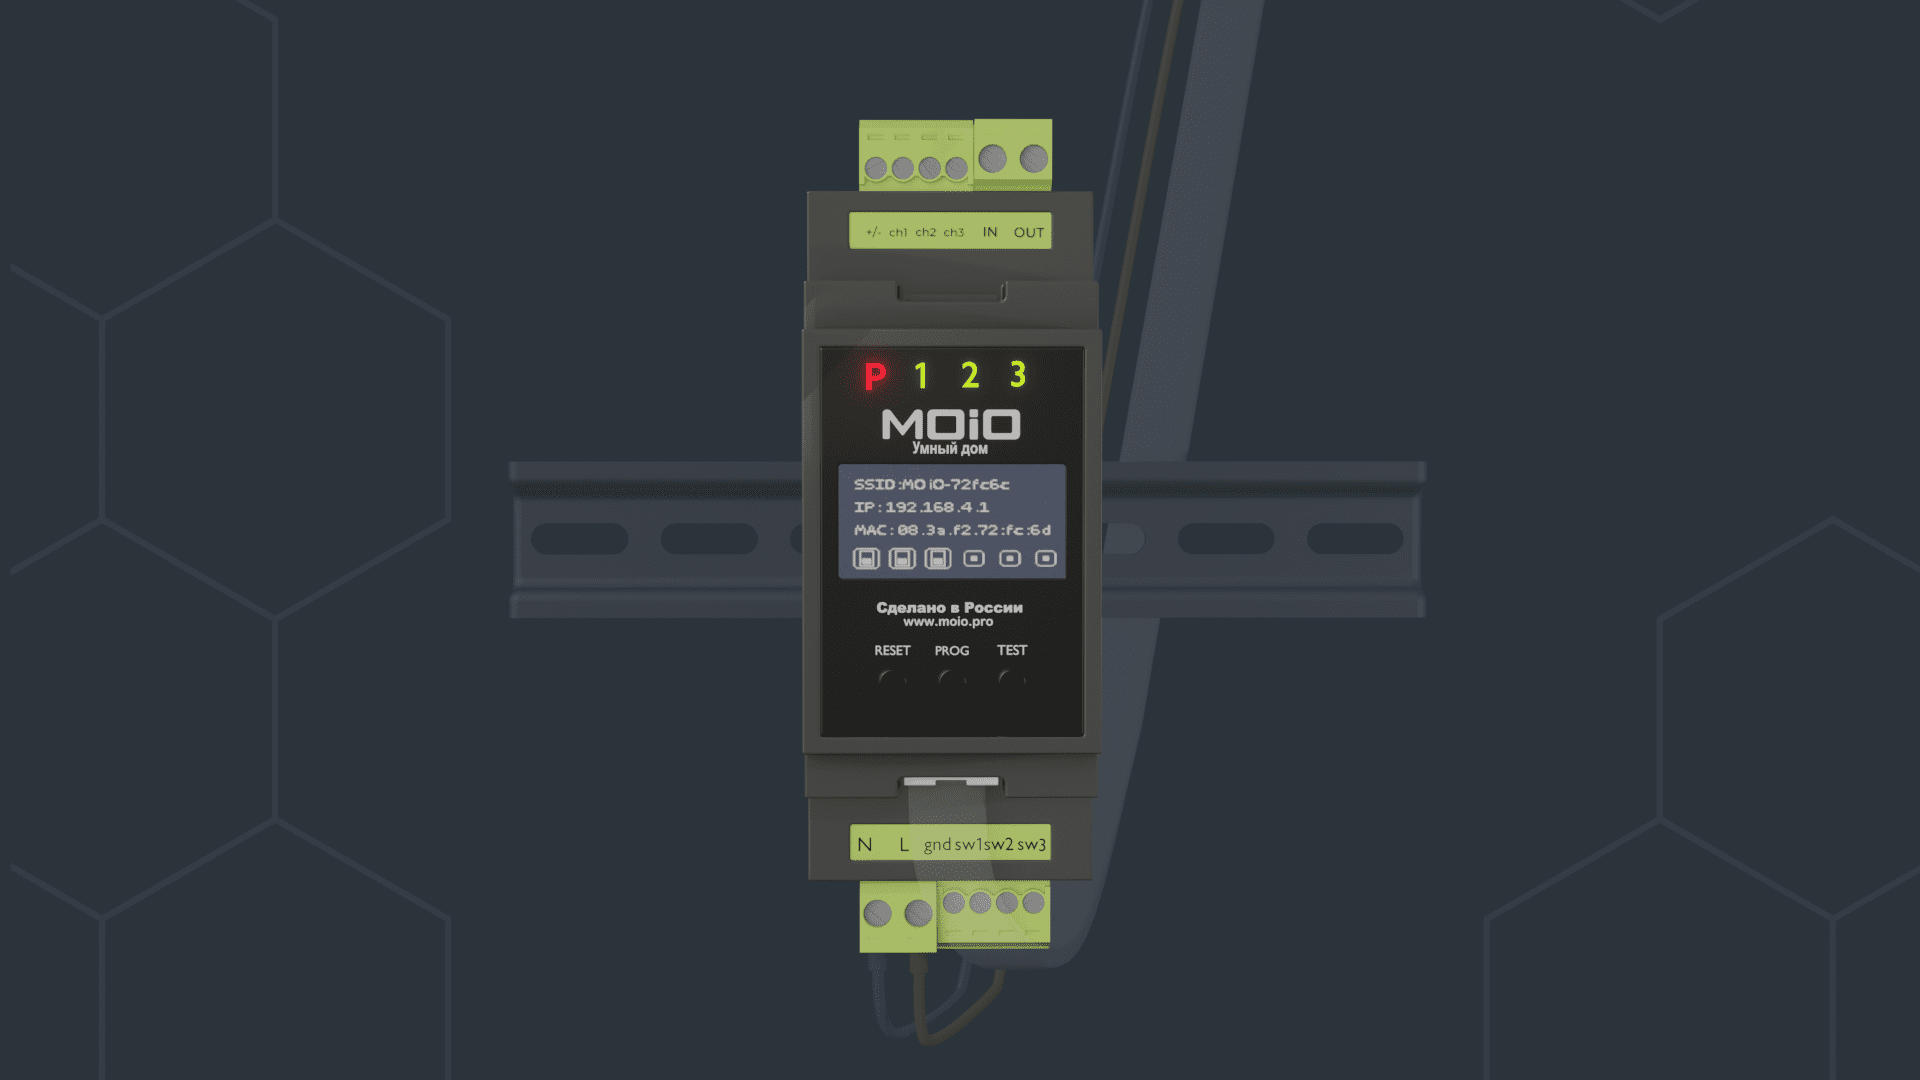 +/- ch1 ch2 ch3 IN OUT
P 1 2 3
MOiO
Умный дом
SSID:MOiO-72fc6c
IP:192.168.4.1
MAC:08.3a.f2.72:fc:6d
Сделано в России
www.moio.pro
RESET PROG TEST
N L gnd sw1 sw2 sw3